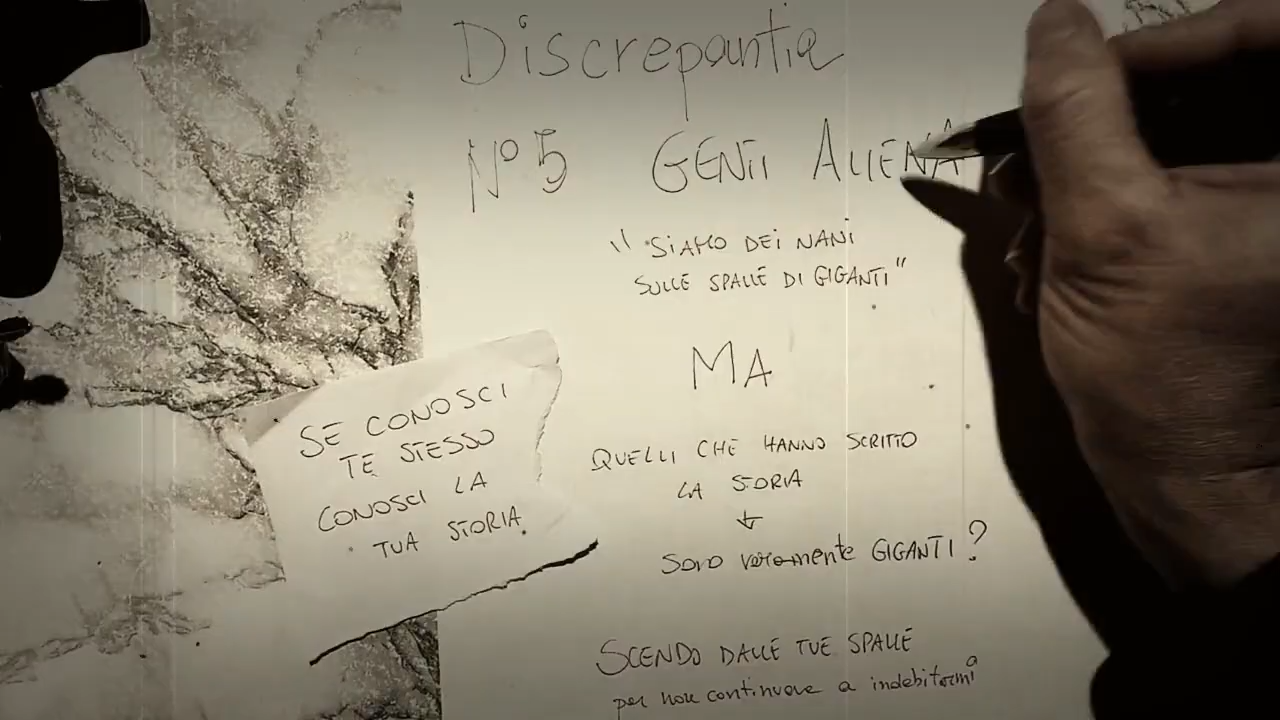 Discrepantia
N° 5 GENii ALIENA
"SiAMO DEi NANi
SULLE SPALLE DI GIGANTI"
MA
QUELLI CHE HANNO SCRITTO
LA STORIA
SONO veramente GIGANTI?
SCENDO DALLE TUE SPALLE
per non continuare a indebitarmi
SE CONOSCI
TE STESSO
CONOSCI LA
TUA STORIA